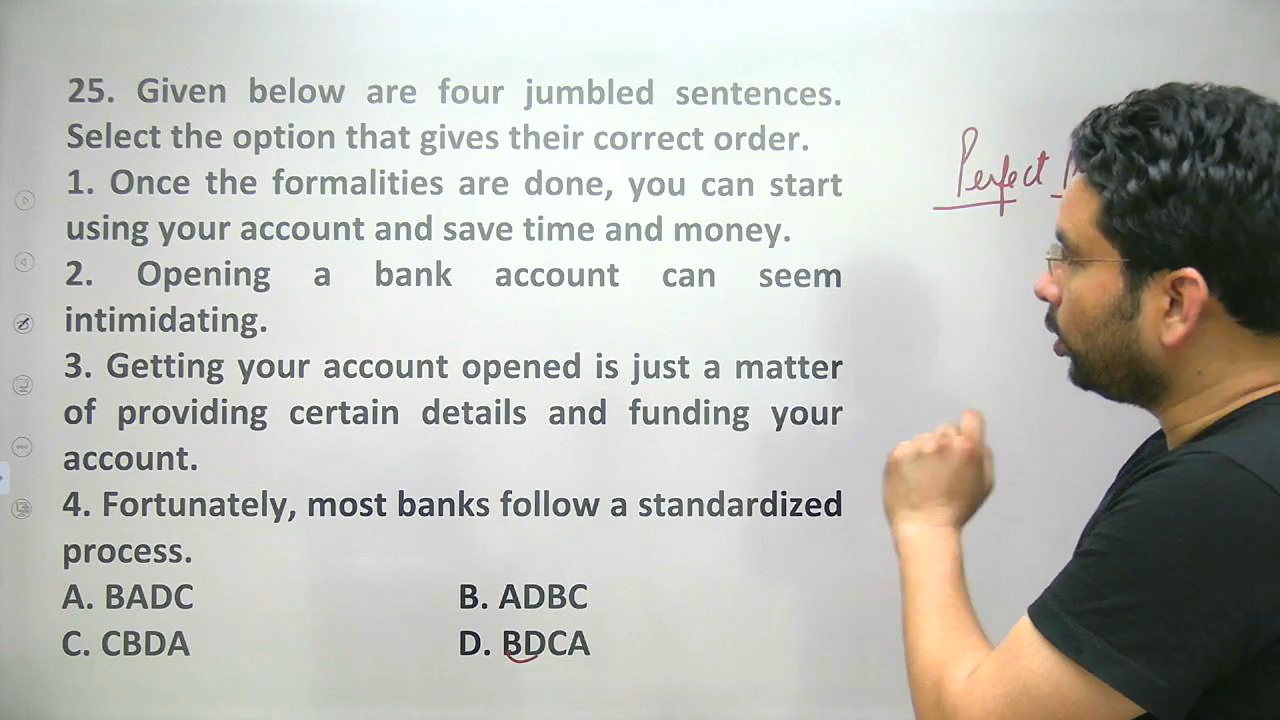 25. Given below are four jumbled sentences.
Select the option that gives their correct order.
1. Once the formalities are done, you can start
using your account and save time and money.
2. Opening a bank account can seem
intimidating.
3. Getting your account opened is just a matter
of providing certain details and funding your
account.
4. Fortunately, most banks follow a standardized
process.
A. BADC B. ADBC
C. CBDA D. BDCA
Perfect